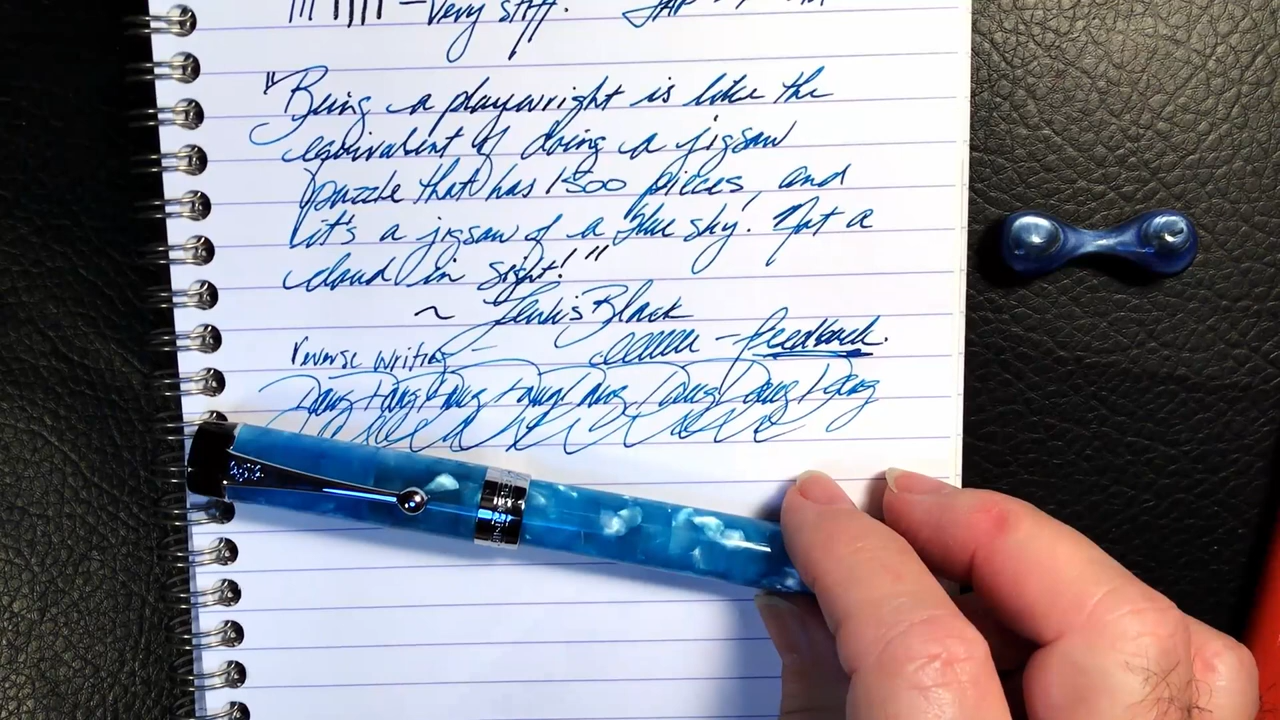 — Very stiff.
"Being a playwright is like the
equivalent of doing a jigsaw
puzzle that has 1500 pieces, and
it's a jigsaw of a blue sky. Not a
cloud in sight!"
~ Lewis Black
reverse writing - - feedback.